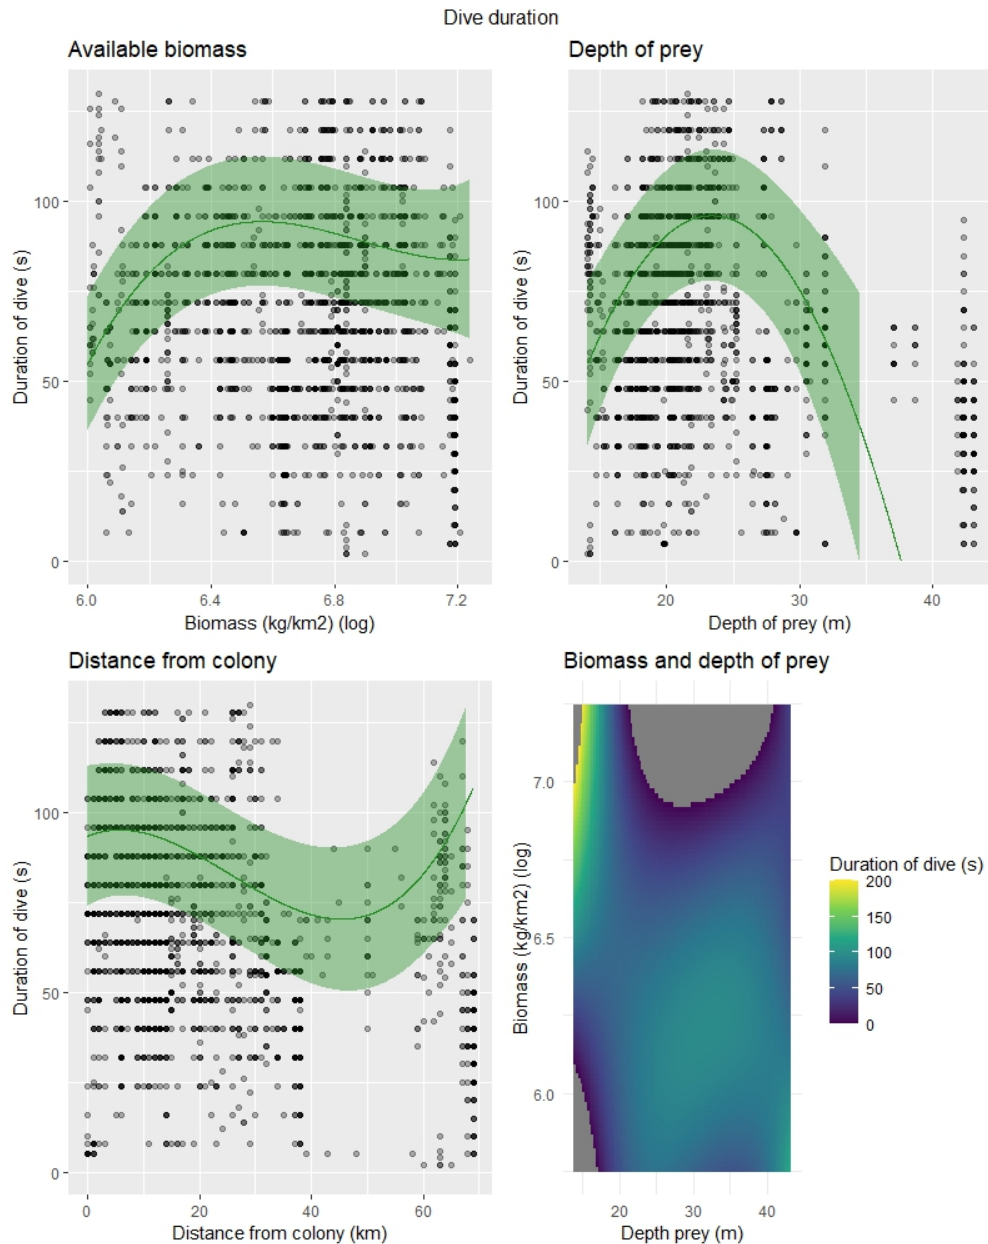 Dive duration
Available biomass
Duration of dive (s)
100
50
0
6.0 6.4 6.8 7.2
Biomass (kg/km2) (log)
Depth of prey
Duration of dive (s)
100
50
0
20 30 40
Depth of prey (m)
Distance from colony
Duration of dive (s)
100
50
0
0 20 40 60
Distance from colony (km)
Biomass and depth of prey
Biomass (kg/km2) (log)
7.0
6.5
6.0
20 30 40
Depth prey (m)
Duration of dive (s)
200
150
100
50
0